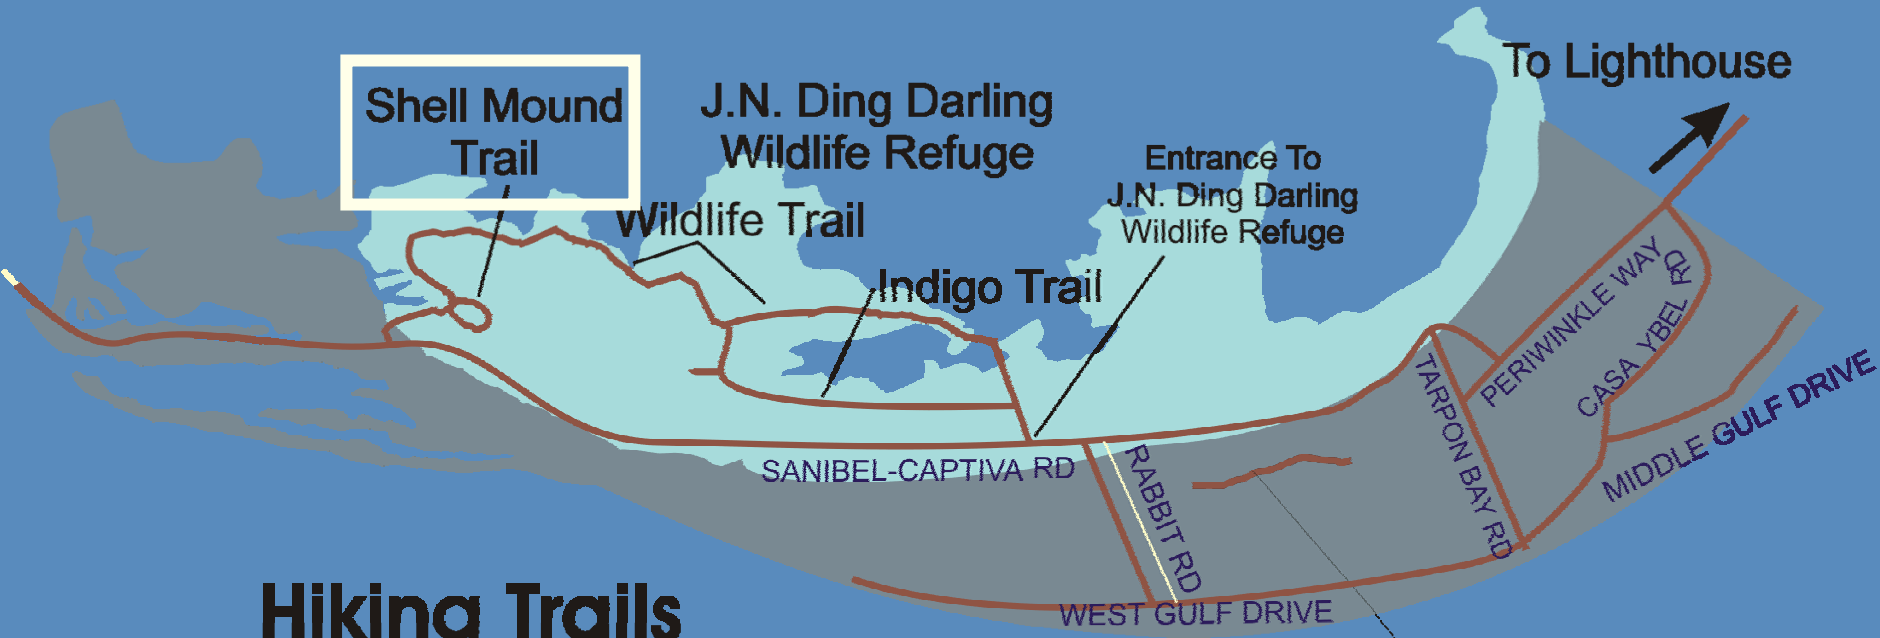 To Lighthouse
Shell Mound
Trail
J.N. Ding Darling
Wildlife Refuge
Entrance To
J.N. Ding Darling
Wildlife Refuge
Wildlife Trail
Indigo Trail
PERIWINKLE WAY
CASA YBEL RD
TARPON BAY RD
MIDDLE GULF DRIVE
SANIBEL-CAPTIVA RD
RABBIT RD
WEST GULF DRIVE
Hiking Trails